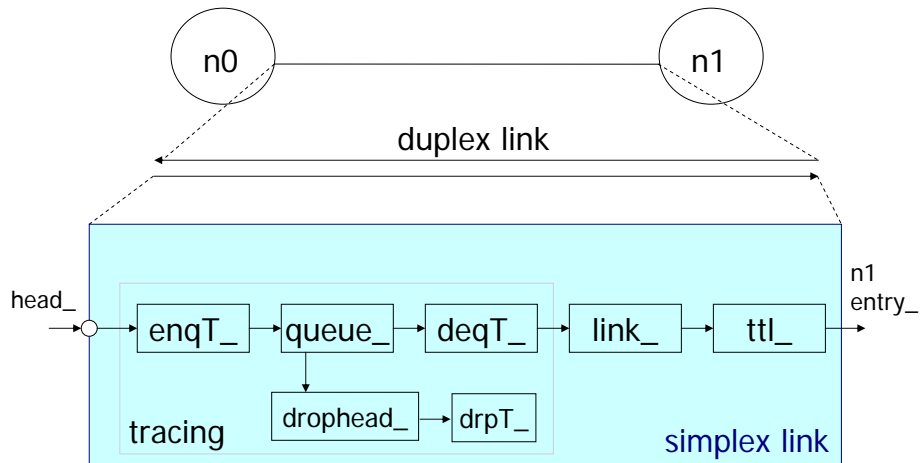 n0
n1
duplex link
head_
enqT_
queue_
deqT_
link_
ttl_
n1
entry_
drophead_
drpT_
tracing
simplex link